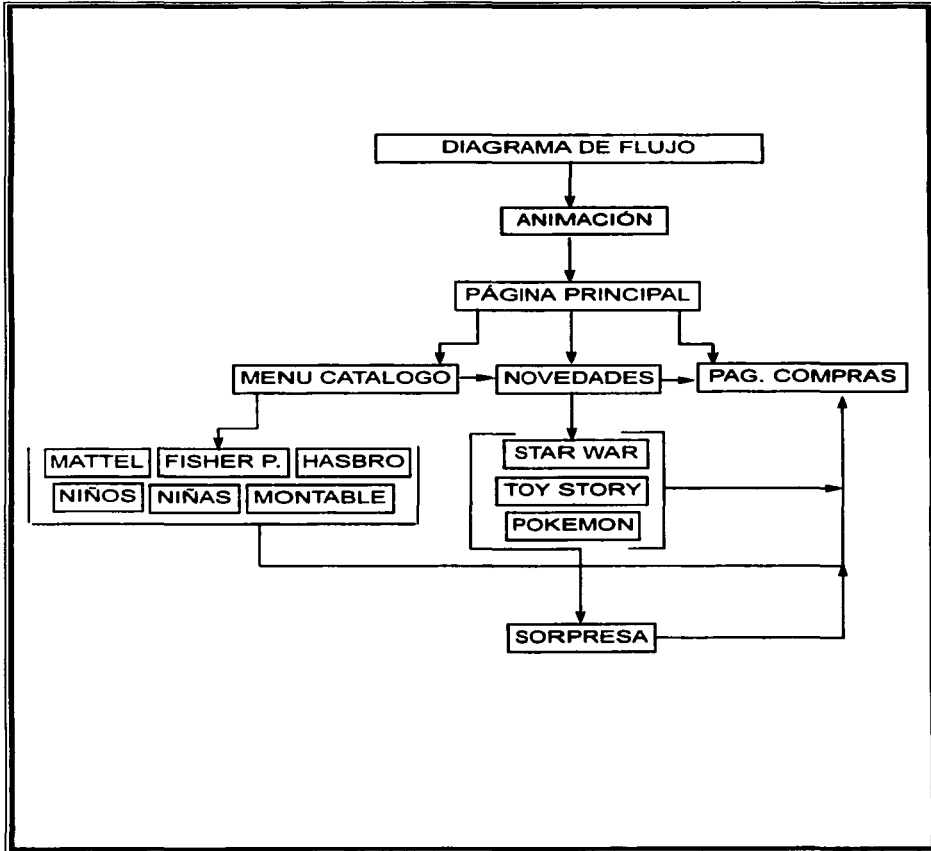 DIAGRAMA DE FLUJO
ANIMACIÓN
PÁGINA PRINCIPAL
MENU CATALOGO NOVEDADES PAG. COMPRAS
MATTEL FISHER P. HASBRO
NIÑOS NIÑAS MONTABLE
STAR WAR
TOY STORY
POKEMON
SORPRESA